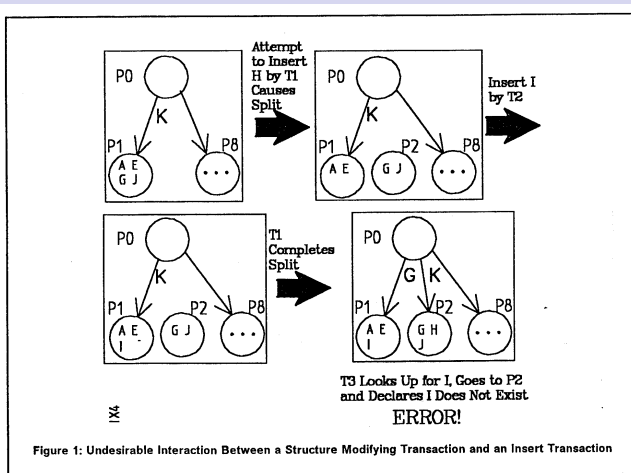 Attempt
to Insert
H by T1
Causes
Split
Insert I
by T2
P0
K
P1
A E
G J
P8
...
P0
K
P1
A E
P2
G J
P8
...
P0
K
P1
A E
I
P2
G J
P8
...
T1
Completes
Split
P0
G K
P1
A E
I
P2
G H
J
P8
...
T3 Looks Up for I, Goes to P2
and Declares I Does Not Exist
ERROR!
IX4
Figure 1: Undesirable Interaction Between a Structure Modifying Transaction and an Insert Transaction